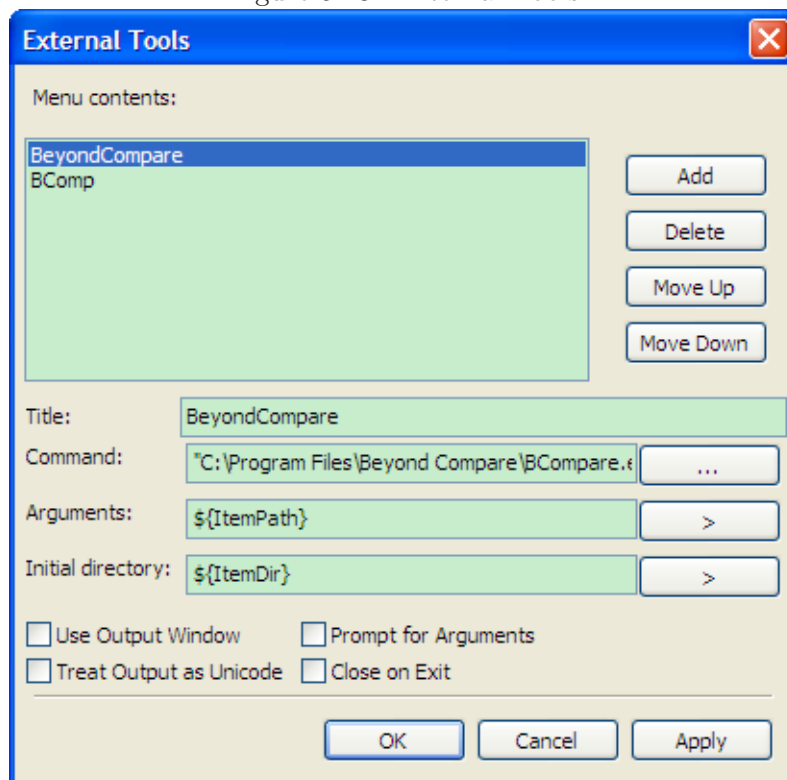 External Tools
Menu contents:
BeyondCompare
BComp
Add
Delete
Move Up
Move Down
Title: BeyondCompare
Command: "C:\Program Files\Beyond Compare\BCompare.e ...
Arguments: ${ItemPath} >
Initial directory: ${ItemDir} >
Use Output Window Prompt for Arguments
Treat Output as Unicode Close on Exit
OK Cancel Apply